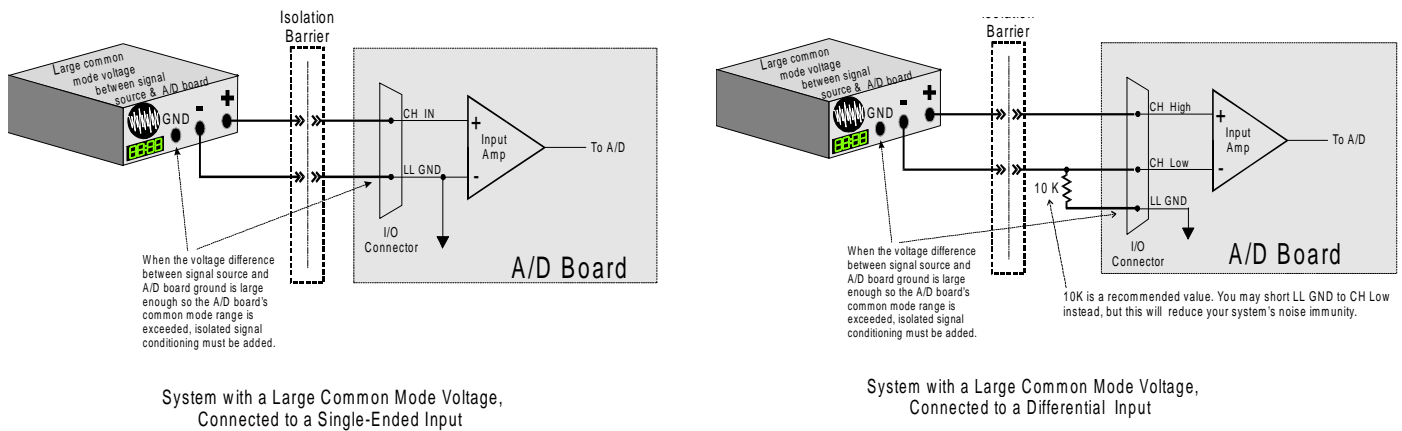 Isolation
Barrier
Large common
mode voltage
between signal
source & A/D board
GND
-
+
CH IN
+
Input
Amp
-
To A/D
LL GND
I/O
Connector
A/D Board
When the voltage difference
between signal source and
A/D board ground is large
enough so the A/D board's
common mode range is
exceeded, isolated signal
conditioning must be added.
System with a Large Common Mode Voltage,
Connected to a Single-Ended Input
Barrier
Large common
mode voltage
between signal
source & A/D board
GND
-
+
CH High
+
Input
Amp
-
To A/D
CH Low
10 K
LL GND
I/O
Connector
A/D Board
When the voltage difference
between signal source and
A/D board ground is large
enough so the A/D board's
common mode range is
exceeded, isolated signal
conditioning must be added.
10K is a recommended value. You may short LL GND to CH Low
instead, but this will reduce your system's noise immunity.
System with a Large Common Mode Voltage,
Connected to a Differential Input